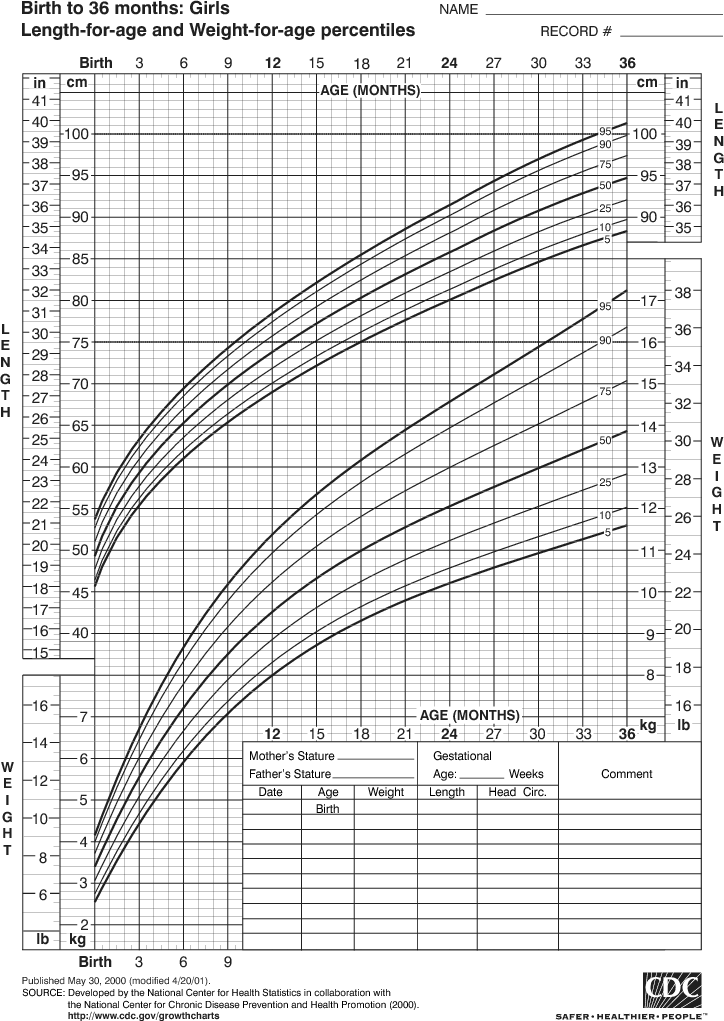 Birth to 36 months: Girls
Length-for-age and Weight-for-age percentiles
NAME
RECORD #
Birth 3 6 9 12 15 18 21 24 27 30 33 36
in cm AGE (MONTHS) cm in
41 41
40 100 95 100 40
39 90 39
38 75 38
37 95 50 95 37
36 25 36
35 90 10 90 35
34 5
33 85
32 80 17 38
31 95
30 75 90 16 36
29
28 70 75 15 34
27
26 65 50 14 32
25
24 60 25 13 30
23
22 55 10 12 28
21 5
20 50 11 26
19
18 45 10 24
17
16 40 9 22
15
8 20
18
16
L
E
N
G
T
H
L
E
N
G
T
H
W
E
I
G
H
T
AGE (MONTHS) kg lb
12 15 18 21 24 27 30 33 36
16 7
14 6
12 5
10 4
8 3
6 2
lb kg
W
E
I
G
H
T
Birth 3 6 9
Mother's Stature
Father's Stature
Gestational
Age: Weeks
Comment
Date Age Weight Length Head Circ.
Birth
Published May 30, 2000 (modified 4/20/01).
SOURCE: Developed by the National Center for Health Statistics in collaboration with
the National Center for Chronic Disease Prevention and Health Promotion (2000).
http://www.cdc.gov/growthcharts
CDC
SAFER • HEALTHIER • PEOPLE™